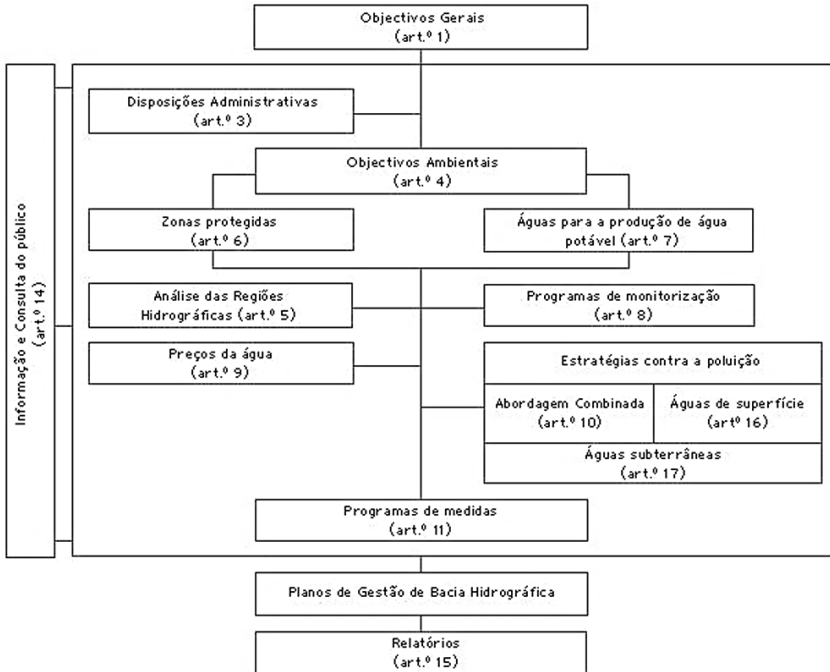 Objectivos Gerais
(art.º 1)
Informação e Consulta do público
(art.º 14)
Disposições Administrativas
(art.º 3)
Objectivos Ambientais
(art.º 4)
Zonas protegidas
(art.º 6)
Águas para a produção de água
potável (art.º 7)
Análise das Regiões
Hidrográficas (art.º 5)
Programas de monitorização
(art.º 8)
Preços da água
(art.º 9)
Estratégias contra a poluição
Abordagem Combinada
(art.º 10)
Águas de superfície
(artº 16)
Águas subterrâneas
(art.º 17)
Programas de medidas
(art.º 11)
Planos de Gestão de Bacia Hidrográfica
Relatórios
(art.º 15)